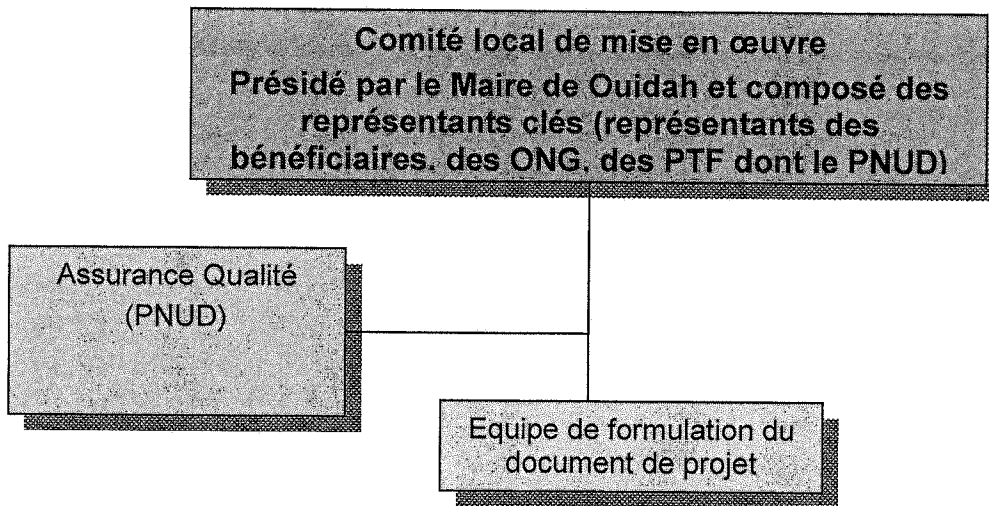 Comité local de mise en œuvre
Présidé par le Maire de Ouidah et composé des
représentants clés (représentants des
bénéficiaires, des ONG, des PTF dont le PNUD)
Assurance Qualité
(PNUD)
Equipe de formulation du
document de projet